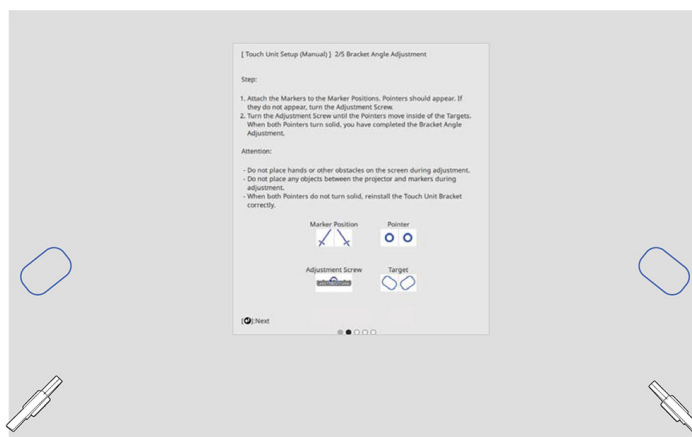 [ Touch Unit Setup (Manual) ] 2/5 Bracket Angle Adjustment
Step:
1. Attach the Markers to the Marker Positions. Pointers should appear. If
they do not appear, turn the Adjustment Screw.
2. Turn the Adjustment Screw until the Pointers move inside of the Targets.
When both Pointers turn solid, you have completed the Bracket Angle
Adjustment.
Attention:
- Do not place hands or other obstacles on the screen during adjustment.
- Do not place any objects between the projector and markers during
adjustment.
- When both Pointers do not turn solid, reinstall the Touch Unit Bracket
correctly.
Marker Position Pointer
Adjustment Screw Target
[ ]:Next